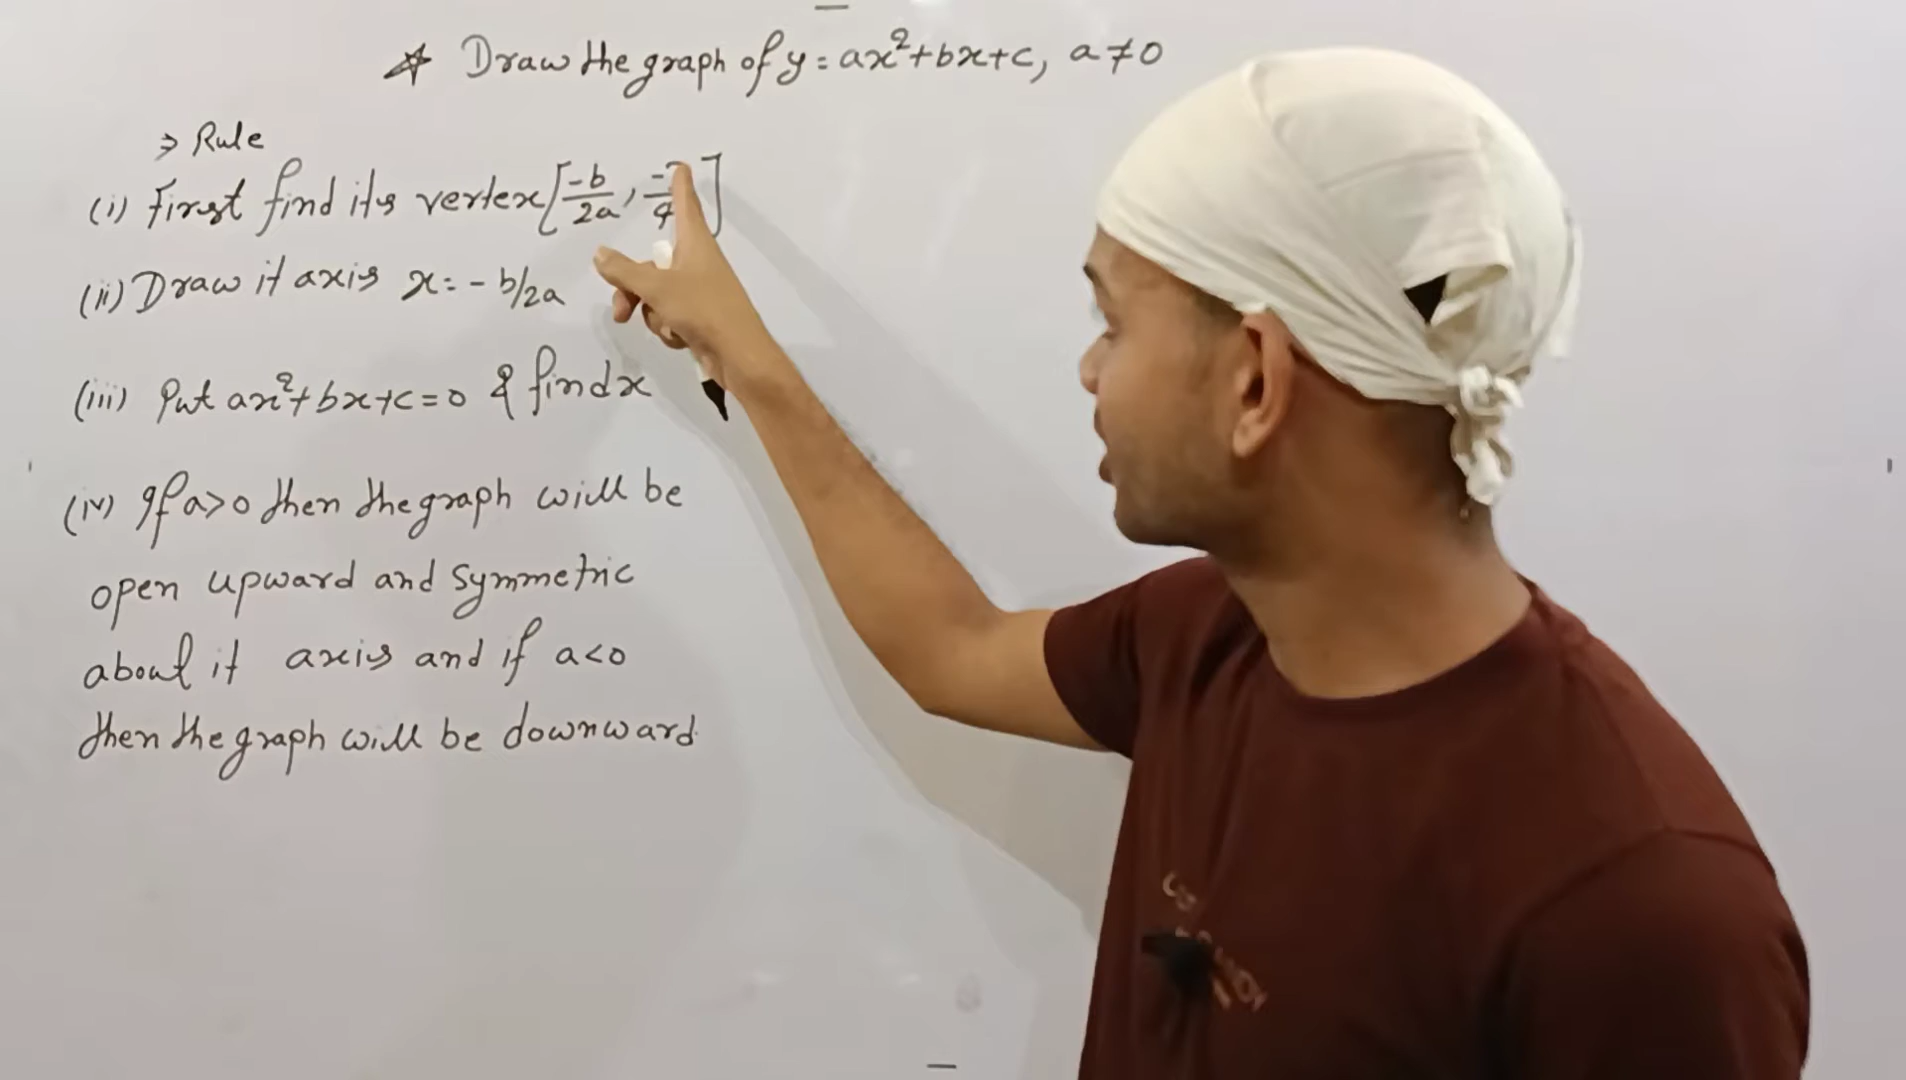 ☆ Draw the graph of y = ax²+bx+c, a≠0
⇒ Rule
(i) First find its vertex [-b/2a, -
(ii) Draw it axis x = -b/2a
(iii) Put ax²+bx+c=0 & find x
(iv) If a>0 then the graph will be
open upward and symmetric
about it axis and if a<0
then the graph will be downward.